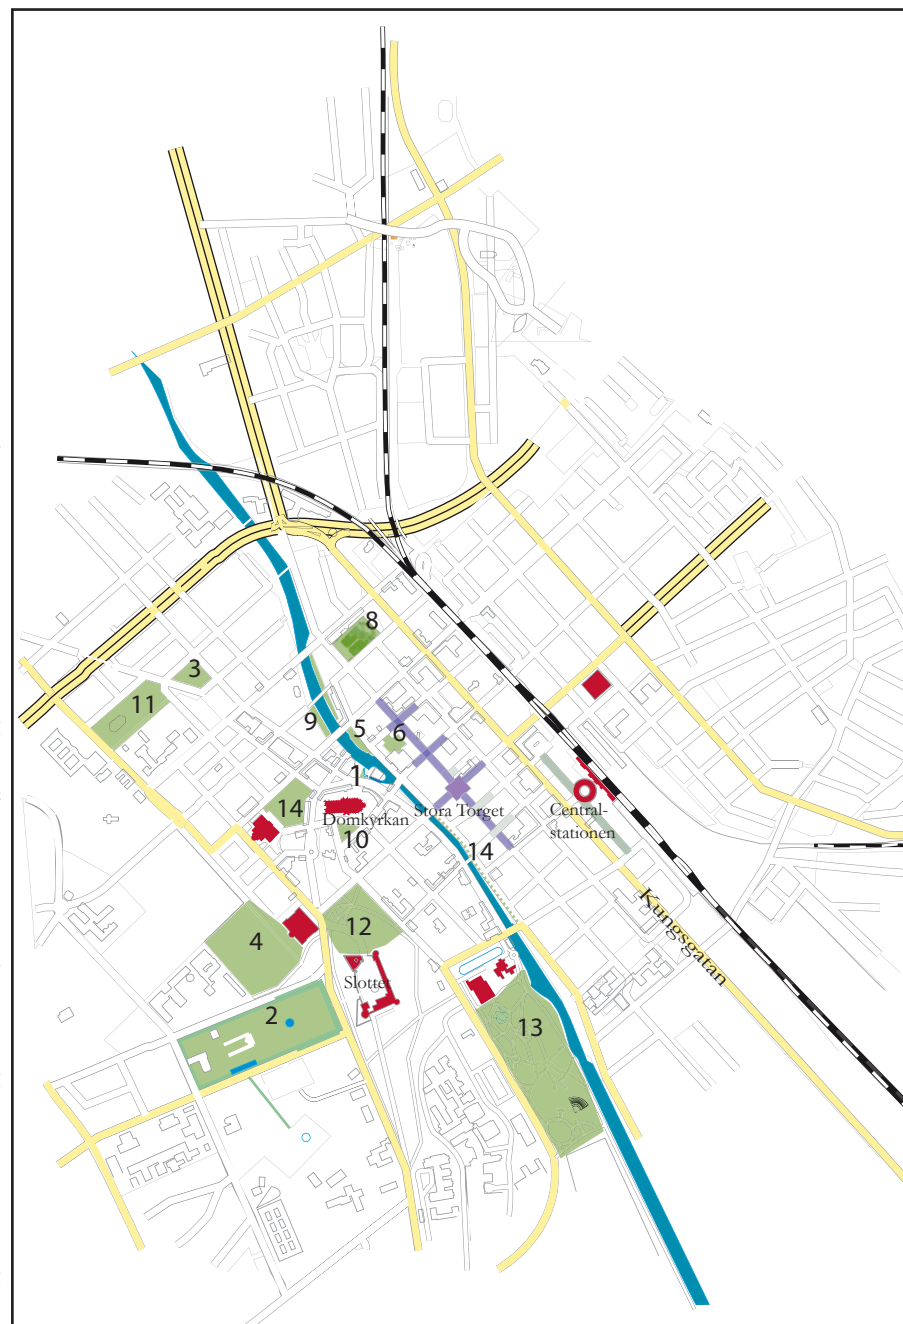 8
3
11
9
5
6
1
14
Domkyrkan
Stora Torget
Central-
stationen
10
14
Kungsgatan
12
4
Slottet
2
13